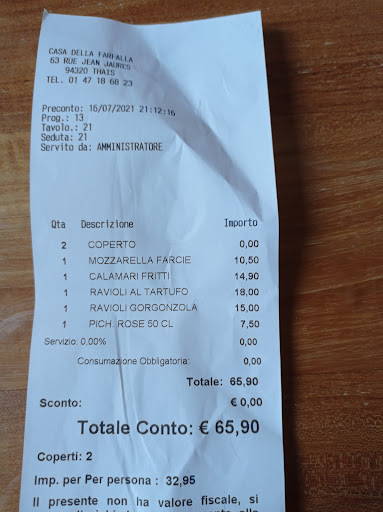 CASA DELLA FARFALLA
63 RUE JEAN JAURES
94320 THAIS
TEL. 01 47 18 68 23
Preconto: 16/07/2021 21:12:16
Prog.: 13
Tavolo.: 21
Seduta: 21
Servito da: AMMINISTRATORE
Qta Descrizione Importo
2 COPERTO 0,00
1 MOZZARELLA FARCIE 10,50
1 CALAMARI FRITTI 14,90
1 RAVIOLI AL TARTUFO 18,00
1 RAVIOLI GORGONZOLA 15,00
1 PICH. ROSE 50 CL 7,50
Servizio: 0,00% 0,00
Consumazione Obbligatoria: 0,00
Totale: 65,90
Sconto: € 0,00
Totale Conto: € 65,90
Coperti: 2
Imp. per Per persona : 32,95
Il presente non ha valore fiscale, si